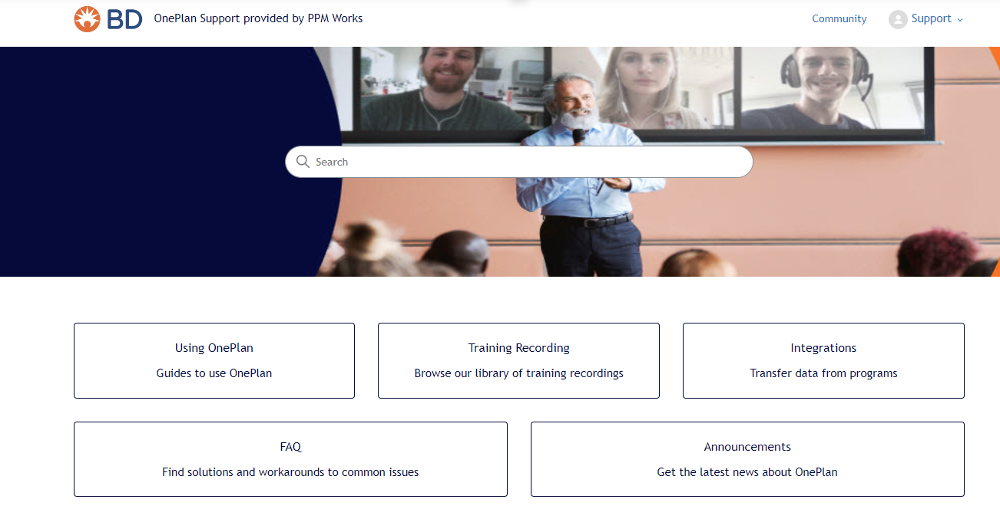 BD
OnePlan Support provided by PPM Works
Community
Support
Search
Using OnePlan
Guides to use OnePlan
Training Recording
Browse our library of training recordings
Integrations
Transfer data from programs
FAQ
Find solutions and workarounds to common issues
Announcements
Get the latest news about OnePlan